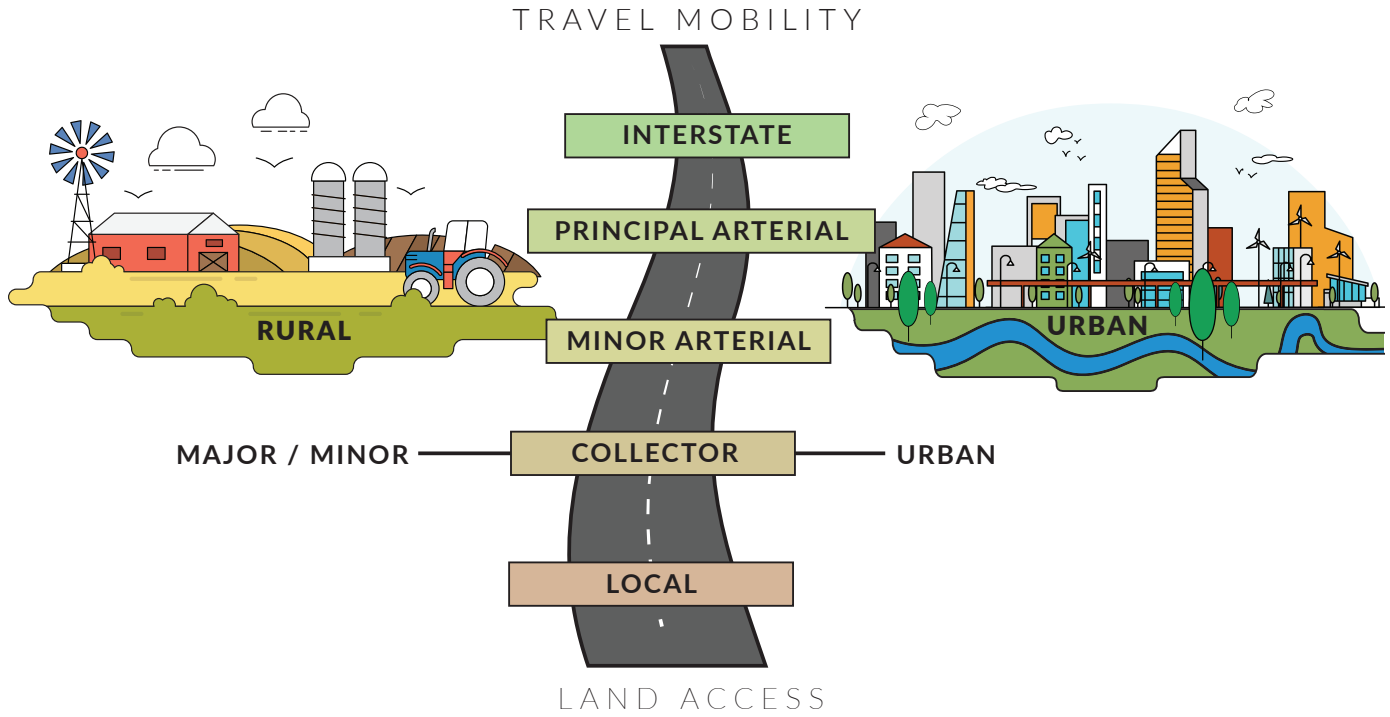 TRAVEL MOBILITY
INTERSTATE
PRINCIPAL ARTERIAL
RURAL
MINOR ARTERIAL
URBAN
MAJOR / MINOR
COLLECTOR
URBAN
LOCAL
LAND ACCESS